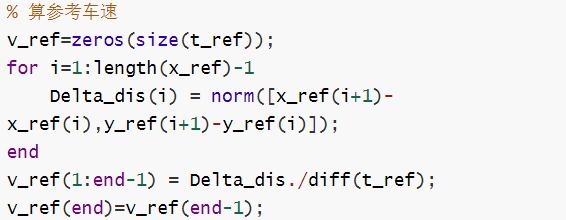 % 算参考车速
v_ref=zeros(size(t_ref));
for i=1:length(x_ref)-1
    Delta_dis(i) = norm([x_ref(i+1)-
x_ref(i),y_ref(i+1)-y_ref(i)]);
end
v_ref(1:end-1) = Delta_dis./diff(t_ref);
v_ref(end)=v_ref(end-1);